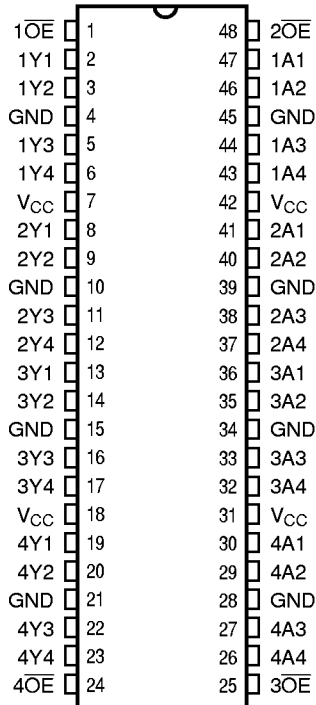 1O̅E̅ 1 48 2O̅E̅
1Y1 2 47 1A1
1Y2 3 46 1A2
GND 4 45 GND
1Y3 5 44 1A3
1Y4 6 43 1A4
VCC 7 42 VCC
2Y1 8 41 2A1
2Y2 9 40 2A2
GND 10 39 GND
2Y3 11 38 2A3
2Y4 12 37 2A4
3Y1 13 36 3A1
3Y2 14 35 3A2
GND 15 34 GND
3Y3 16 33 3A3
3Y4 17 32 3A4
VCC 18 31 VCC
4Y1 19 30 4A1
4Y2 20 29 4A2
GND 21 28 GND
4Y3 22 27 4A3
4Y4 23 26 4A4
4O̅E̅ 24 25 3O̅E̅